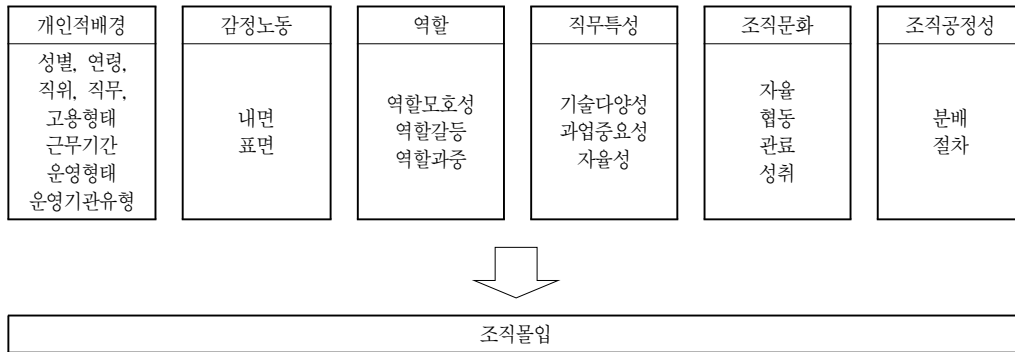 개인적배경
성별, 연령,
직위, 직무,
고용형태
근무기간
운영형태
운영기관유형
감정노동
내면
표면
역할
역할모호성
역할갈등
역할과중
직무특성
기술다양성
과업중요성
자율성
조직문화
자율
협동
관료
성취
조직공정성
분배
절차
조직몰입